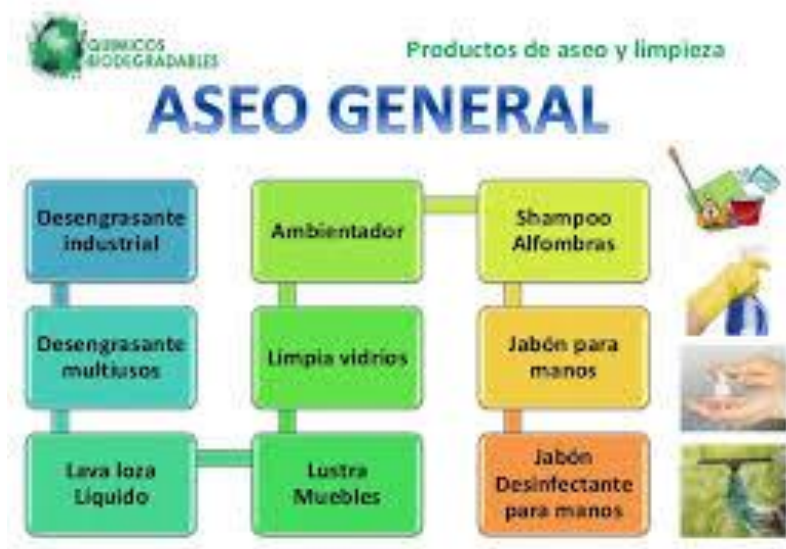 QUIMICOS
BIODEGRADABLES
Productos de aseo y limpieza
ASEO GENERAL
Desengrasante
industrial
Desengrasante
multiusos
Lava loza
Liquido
Lustra
Muebles
Limpia vidrios
Ambientador
Shampoo
Alfombras
Jabón para
manos
Jabón
Desinfectante
para manos